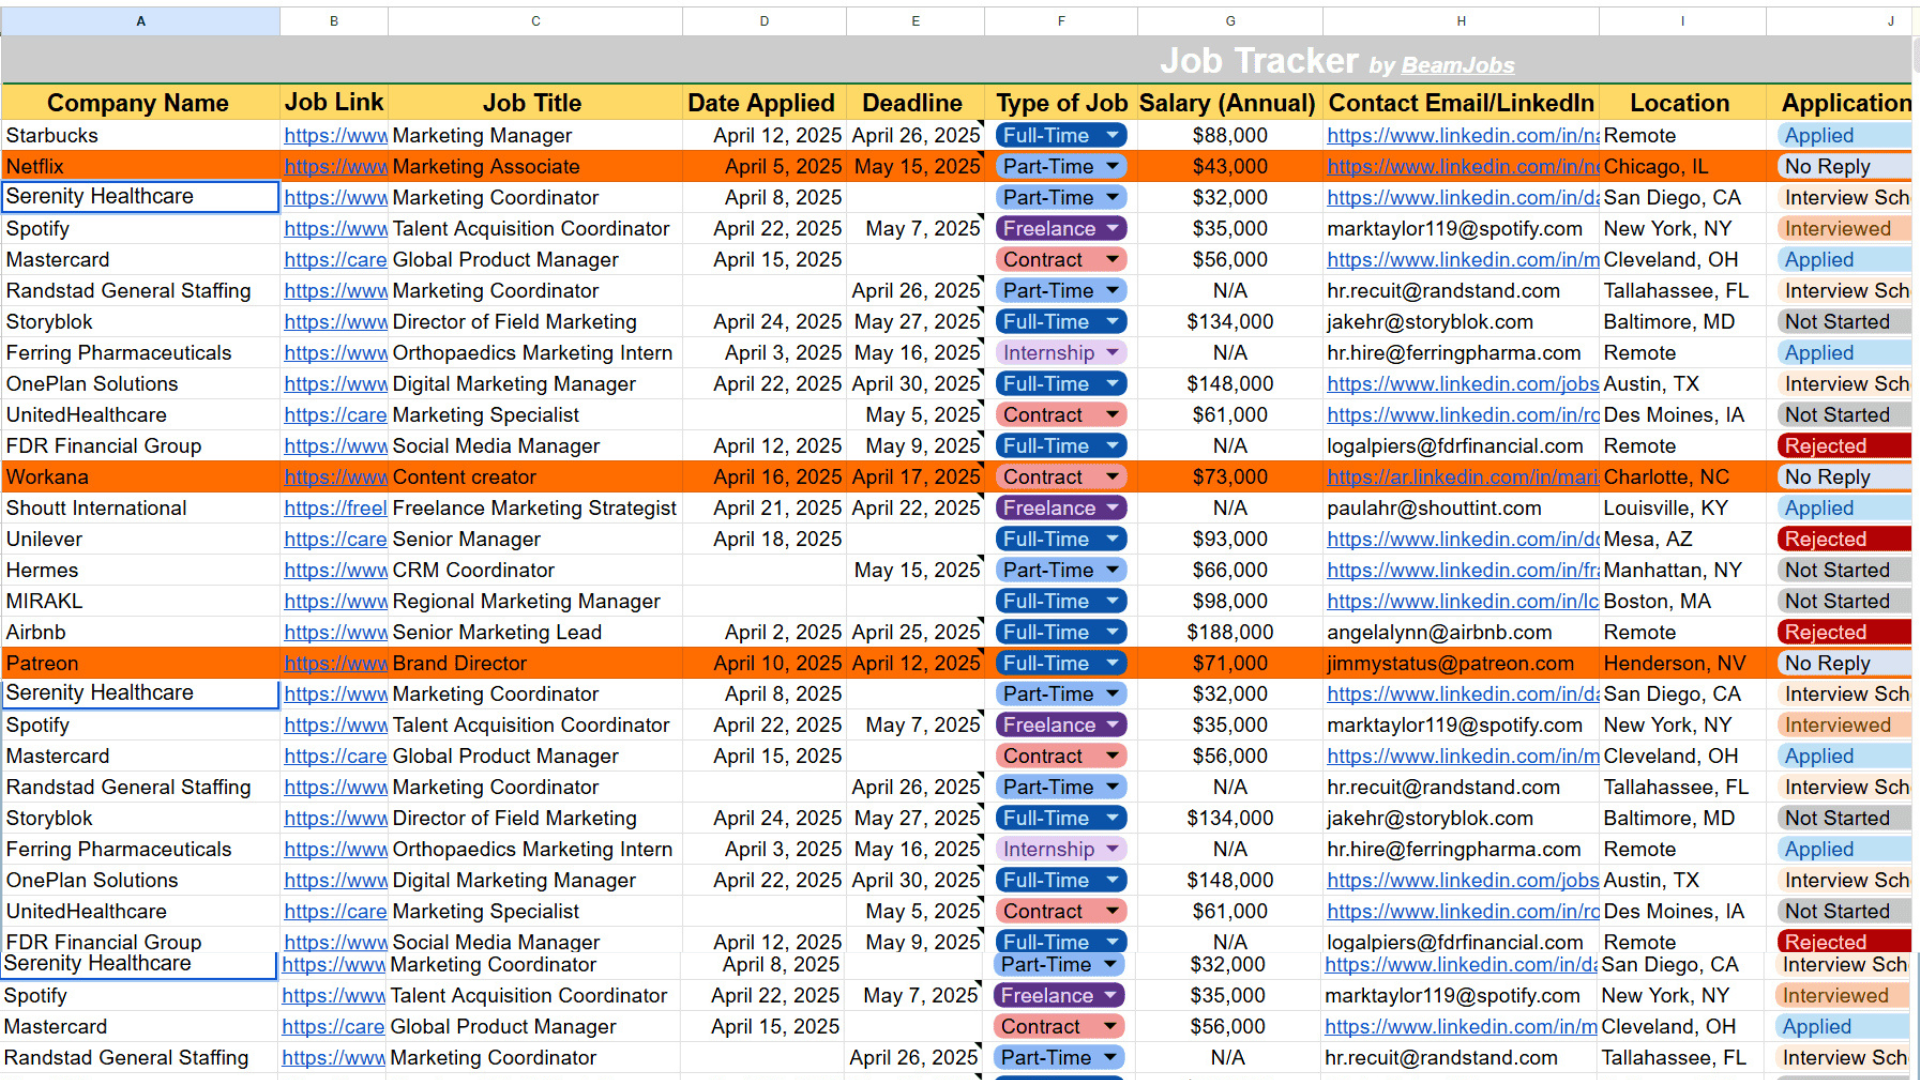 A B C D E F G H I J
Job Tracker by BeamJobs
Company Name Job Link Job Title Date Applied Deadline Type of Job Salary (Annual) Contact Email/LinkedIn Location Application
Starbucks https://www Marketing Manager April 12, 2025 April 26, 2025 Full-Time $88,000 https://www.linkedin.com/in/na Remote Applied
Netflix https://www Marketing Associate April 5, 2025 May 15, 2025 Part-Time $43,000 https://www.linkedin.com/in/ne Chicago, IL No Reply
Serenity Healthcare https://www Marketing Coordinator April 8, 2025 Part-Time $32,000 https://www.linkedin.com/in/da San Diego, CA Interview Sch
Spotify https://www Talent Acquisition Coordinator April 22, 2025 May 7, 2025 Freelance $35,000 marktaylor119@spotify.com New York, NY Interviewed
Mastercard https://care Global Product Manager April 15, 2025 Contract $56,000 https://www.linkedin.com/in/m Cleveland, OH Applied
Randstad General Staffing https://www Marketing Coordinator April 26, 2025 Part-Time N/A hr.recuit@randstand.com Tallahassee, FL Interview Sch
Storyblok https://www Director of Field Marketing April 24, 2025 May 27, 2025 Full-Time $134,000 jakehr@storyblok.com Baltimore, MD Not Started
Ferring Pharmaceuticals https://www Orthopaedics Marketing Intern April 3, 2025 May 16, 2025 Internship N/A hr.hire@ferringpharma.com Remote Applied
OnePlan Solutions https://www Digital Marketing Manager April 22, 2025 April 30, 2025 Full-Time $148,000 https://www.linkedin.com/jobs Austin, TX Interview Sch
UnitedHealthcare https://care Marketing Specialist May 5, 2025 Contract $61,000 https://www.linkedin.com/in/ro Des Moines, IA Not Started
FDR Financial Group https://www Social Media Manager April 12, 2025 May 9, 2025 Full-Time N/A logalpiers@fdrfinancial.com Remote Rejected
Workana https://www Content creator April 16, 2025 April 17, 2025 Contract $73,000 https://ar.linkedin.com/in/mari Charlotte, NC No Reply
Shoutt International https://freel Freelance Marketing Strategist April 21, 2025 April 22, 2025 Freelance N/A paulahr@shouttint.com Louisville, KY Applied
Unilever https://care Senior Manager April 18, 2025 Full-Time $93,000 https://www.linkedin.com/in/do Mesa, AZ Rejected
Hermes https://www CRM Coordinator May 15, 2025 Part-Time $66,000 https://www.linkedin.com/in/fra Manhattan, NY Not Started
MIRAKL https://www Regional Marketing Manager Full-Time $98,000 https://www.linkedin.com/in/lc Boston, MA Not Started
Airbnb https://www Senior Marketing Lead April 2, 2025 April 25, 2025 Full-Time $188,000 angelalynn@airbnb.com Remote Rejected
Patreon https://www Brand Director April 10, 2025 April 12, 2025 Full-Time $71,000 jimmystatus@patreon.com Henderson, NV No Reply
Serenity Healthcare https://www Marketing Coordinator April 8, 2025 Part-Time $32,000 https://www.linkedin.com/in/da San Diego, CA Interview Sch
Spotify https://www Talent Acquisition Coordinator April 22, 2025 May 7, 2025 Freelance $35,000 marktaylor119@spotify.com New York, NY Interviewed
Mastercard https://care Global Product Manager April 15, 2025 Contract $56,000 https://www.linkedin.com/in/m Cleveland, OH Applied
Randstad General Staffing https://www Marketing Coordinator April 26, 2025 Part-Time N/A hr.recuit@randstand.com Tallahassee, FL Interview Sch
Storyblok https://www Director of Field Marketing April 24, 2025 May 27, 2025 Full-Time $134,000 jakehr@storyblok.com Baltimore, MD Not Started
Ferring Pharmaceuticals https://www Orthopaedics Marketing Intern April 3, 2025 May 16, 2025 Internship N/A hr.hire@ferringpharma.com Remote Applied
OnePlan Solutions https://www Digital Marketing Manager April 22, 2025 April 30, 2025 Full-Time $148,000 https://www.linkedin.com/jobs Austin, TX Interview Sch
UnitedHealthcare https://care Marketing Specialist May 5, 2025 Contract $61,000 https://www.linkedin.com/in/ro Des Moines, IA Not Started
FDR Financial Group https://www Social Media Manager April 12, 2025 May 9, 2025 Full-Time N/A logalpiers@fdrfinancial.com Remote Rejected
Serenity Healthcare https://www Marketing Coordinator April 8, 2025 Part-Time $32,000 https://www.linkedin.com/in/da San Diego, CA Interview Sch
Spotify https://www Talent Acquisition Coordinator April 22, 2025 May 7, 2025 Freelance $35,000 marktaylor119@spotify.com New York, NY Interviewed
Mastercard https://care Global Product Manager April 15, 2025 Contract $56,000 https://www.linkedin.com/in/m Cleveland, OH Applied
Randstad General Staffing https://www Marketing Coordinator April 26, 2025 Part-Time N/A hr.recuit@randstand.com Tallahassee, FL Interview Sch